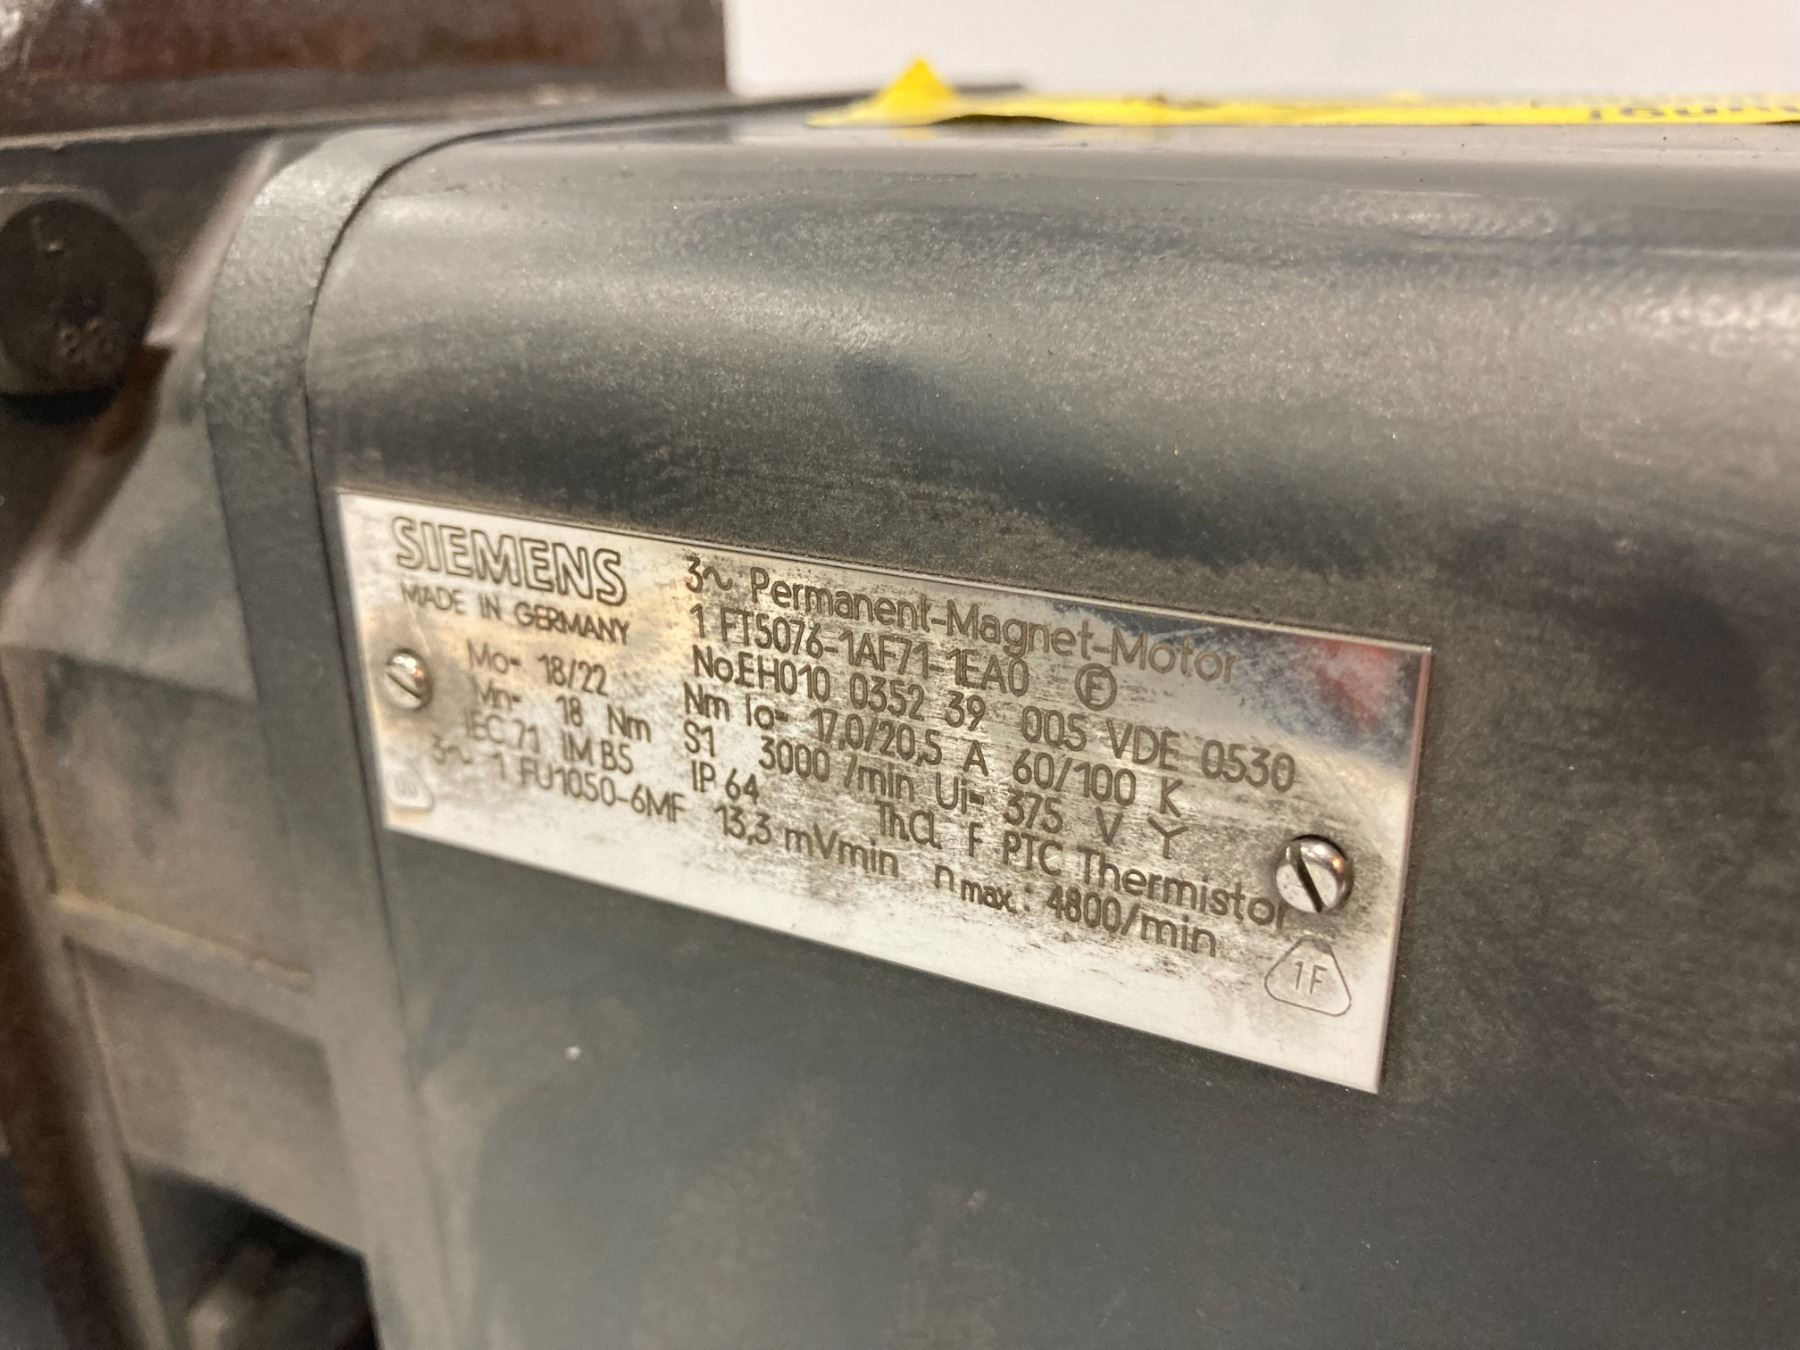 SIEMENS
MADE IN GERMANY
3~ Permanent-Magnet-Motor
1 FT5076-1AF71-1EA0 F
No.EH010 0352 39 005 VDE 0530
Mo= 18/22 Nm Io= 17,0/20,5 A 60/100 K
Mn= 18 Nm S1 3000 /min Ui= 375 V Y
IEC 71 IM B5 IP 64 Th.Cl. F PTC Thermistor
3~ 1 FU1050-6MF 13,3 mVmin n max.: 4800/min
1F